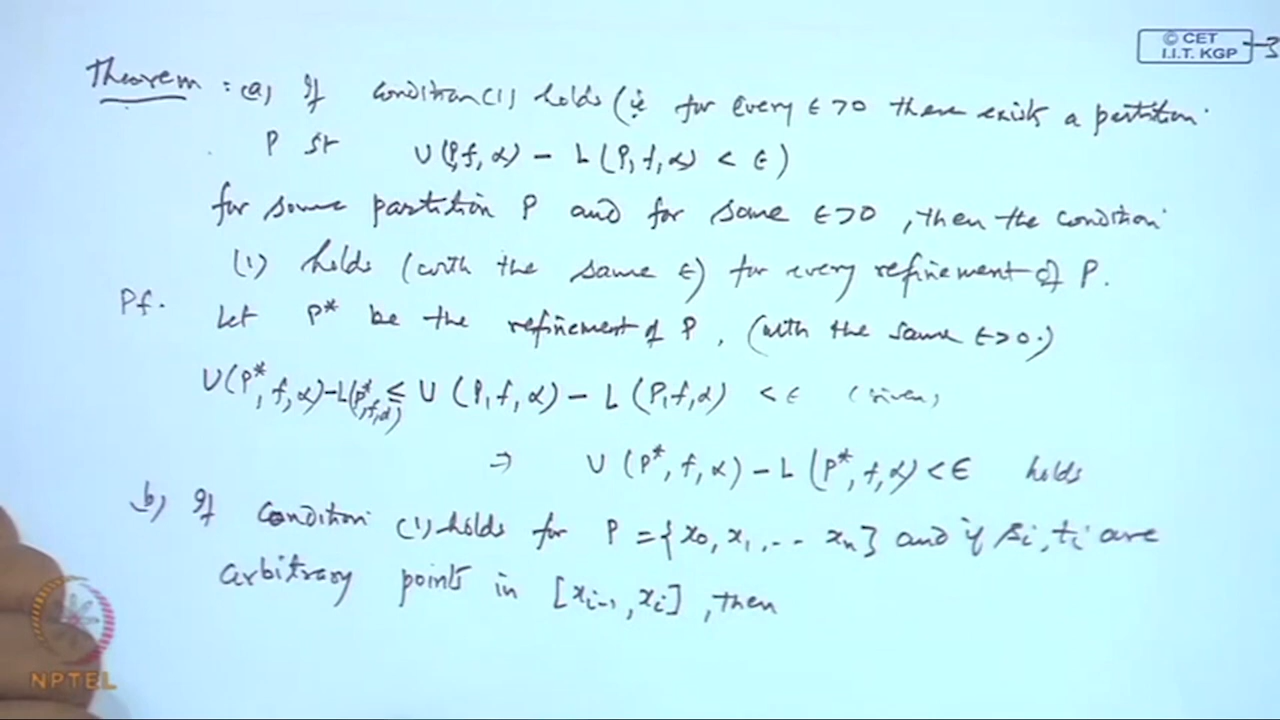 © CET
I.I.T. KGP
Theorem : (a) If condition (1) holds (ie for every ϵ>0 there exists a partition
P st U(P,f,α) − L(P,f,α) < ϵ)
for some partition P and for some ϵ>0, then the condition
(1) holds (with the same ϵ) for every refinement of P.
Pf. Let P* be the refinement of P, (with the same ϵ>0.)
U(P*,f,α)−L(P*,f,α) ≤ U(P,f,α) − L(P,f,α) < ϵ (given)
⇒ U(P*,f,α) − L(P*,f,α) < ϵ holds
b) If Condition (1) holds for P = {x₀, x₁, .-- xₙ} and if sᵢ, tᵢ are
arbitrary points in [xᵢ₋₁, xᵢ], then
NPTEL